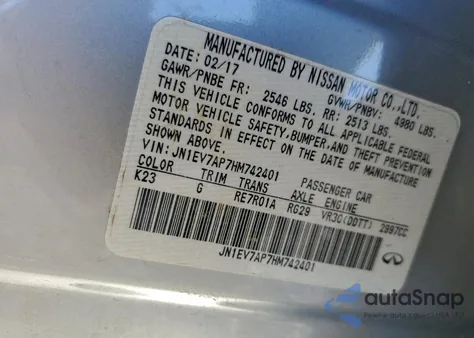 MANUFACTURED BY NISSAN MOTOR CO.,LTD.
DATE: 02/17 GVWR/PNBV: 4980 LBS.
GAWR/PNBE FR: 2546 LBS. RR: 2513 LBS.
THIS VEHICLE CONFORMS TO ALL APPLICABLE FEDERAL
MOTOR VEHICLE SAFETY,BUMPER,AND THEFT PREVENTION
STANDARDS IN EFFECT ON THE DATE OF MANUFACTURE
SHOWN ABOVE.
VIN: JN1EV7AP7HM742401 PASSENGER CAR
COLOR TRIM TRANS AXLE ENGINE
K23 G RE7R01A RG29 VR30(DDTT) 2997CC
JN1EV7AP7HM742401
autoSnap